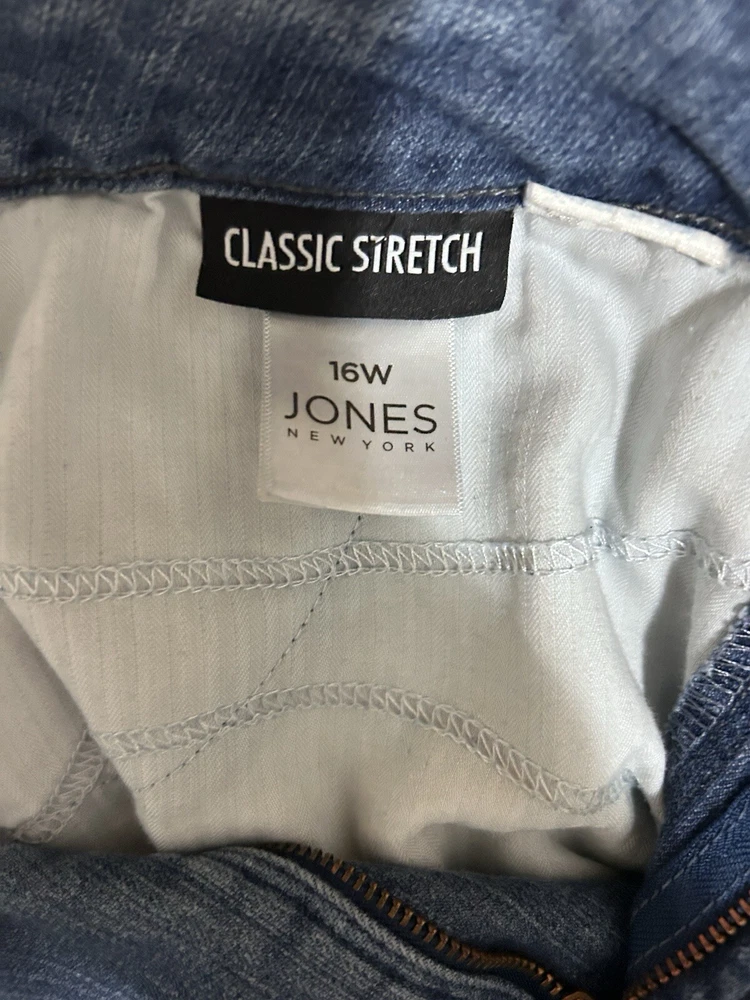 CLASSIC STRETCH
16W
JONES
NEW YORK